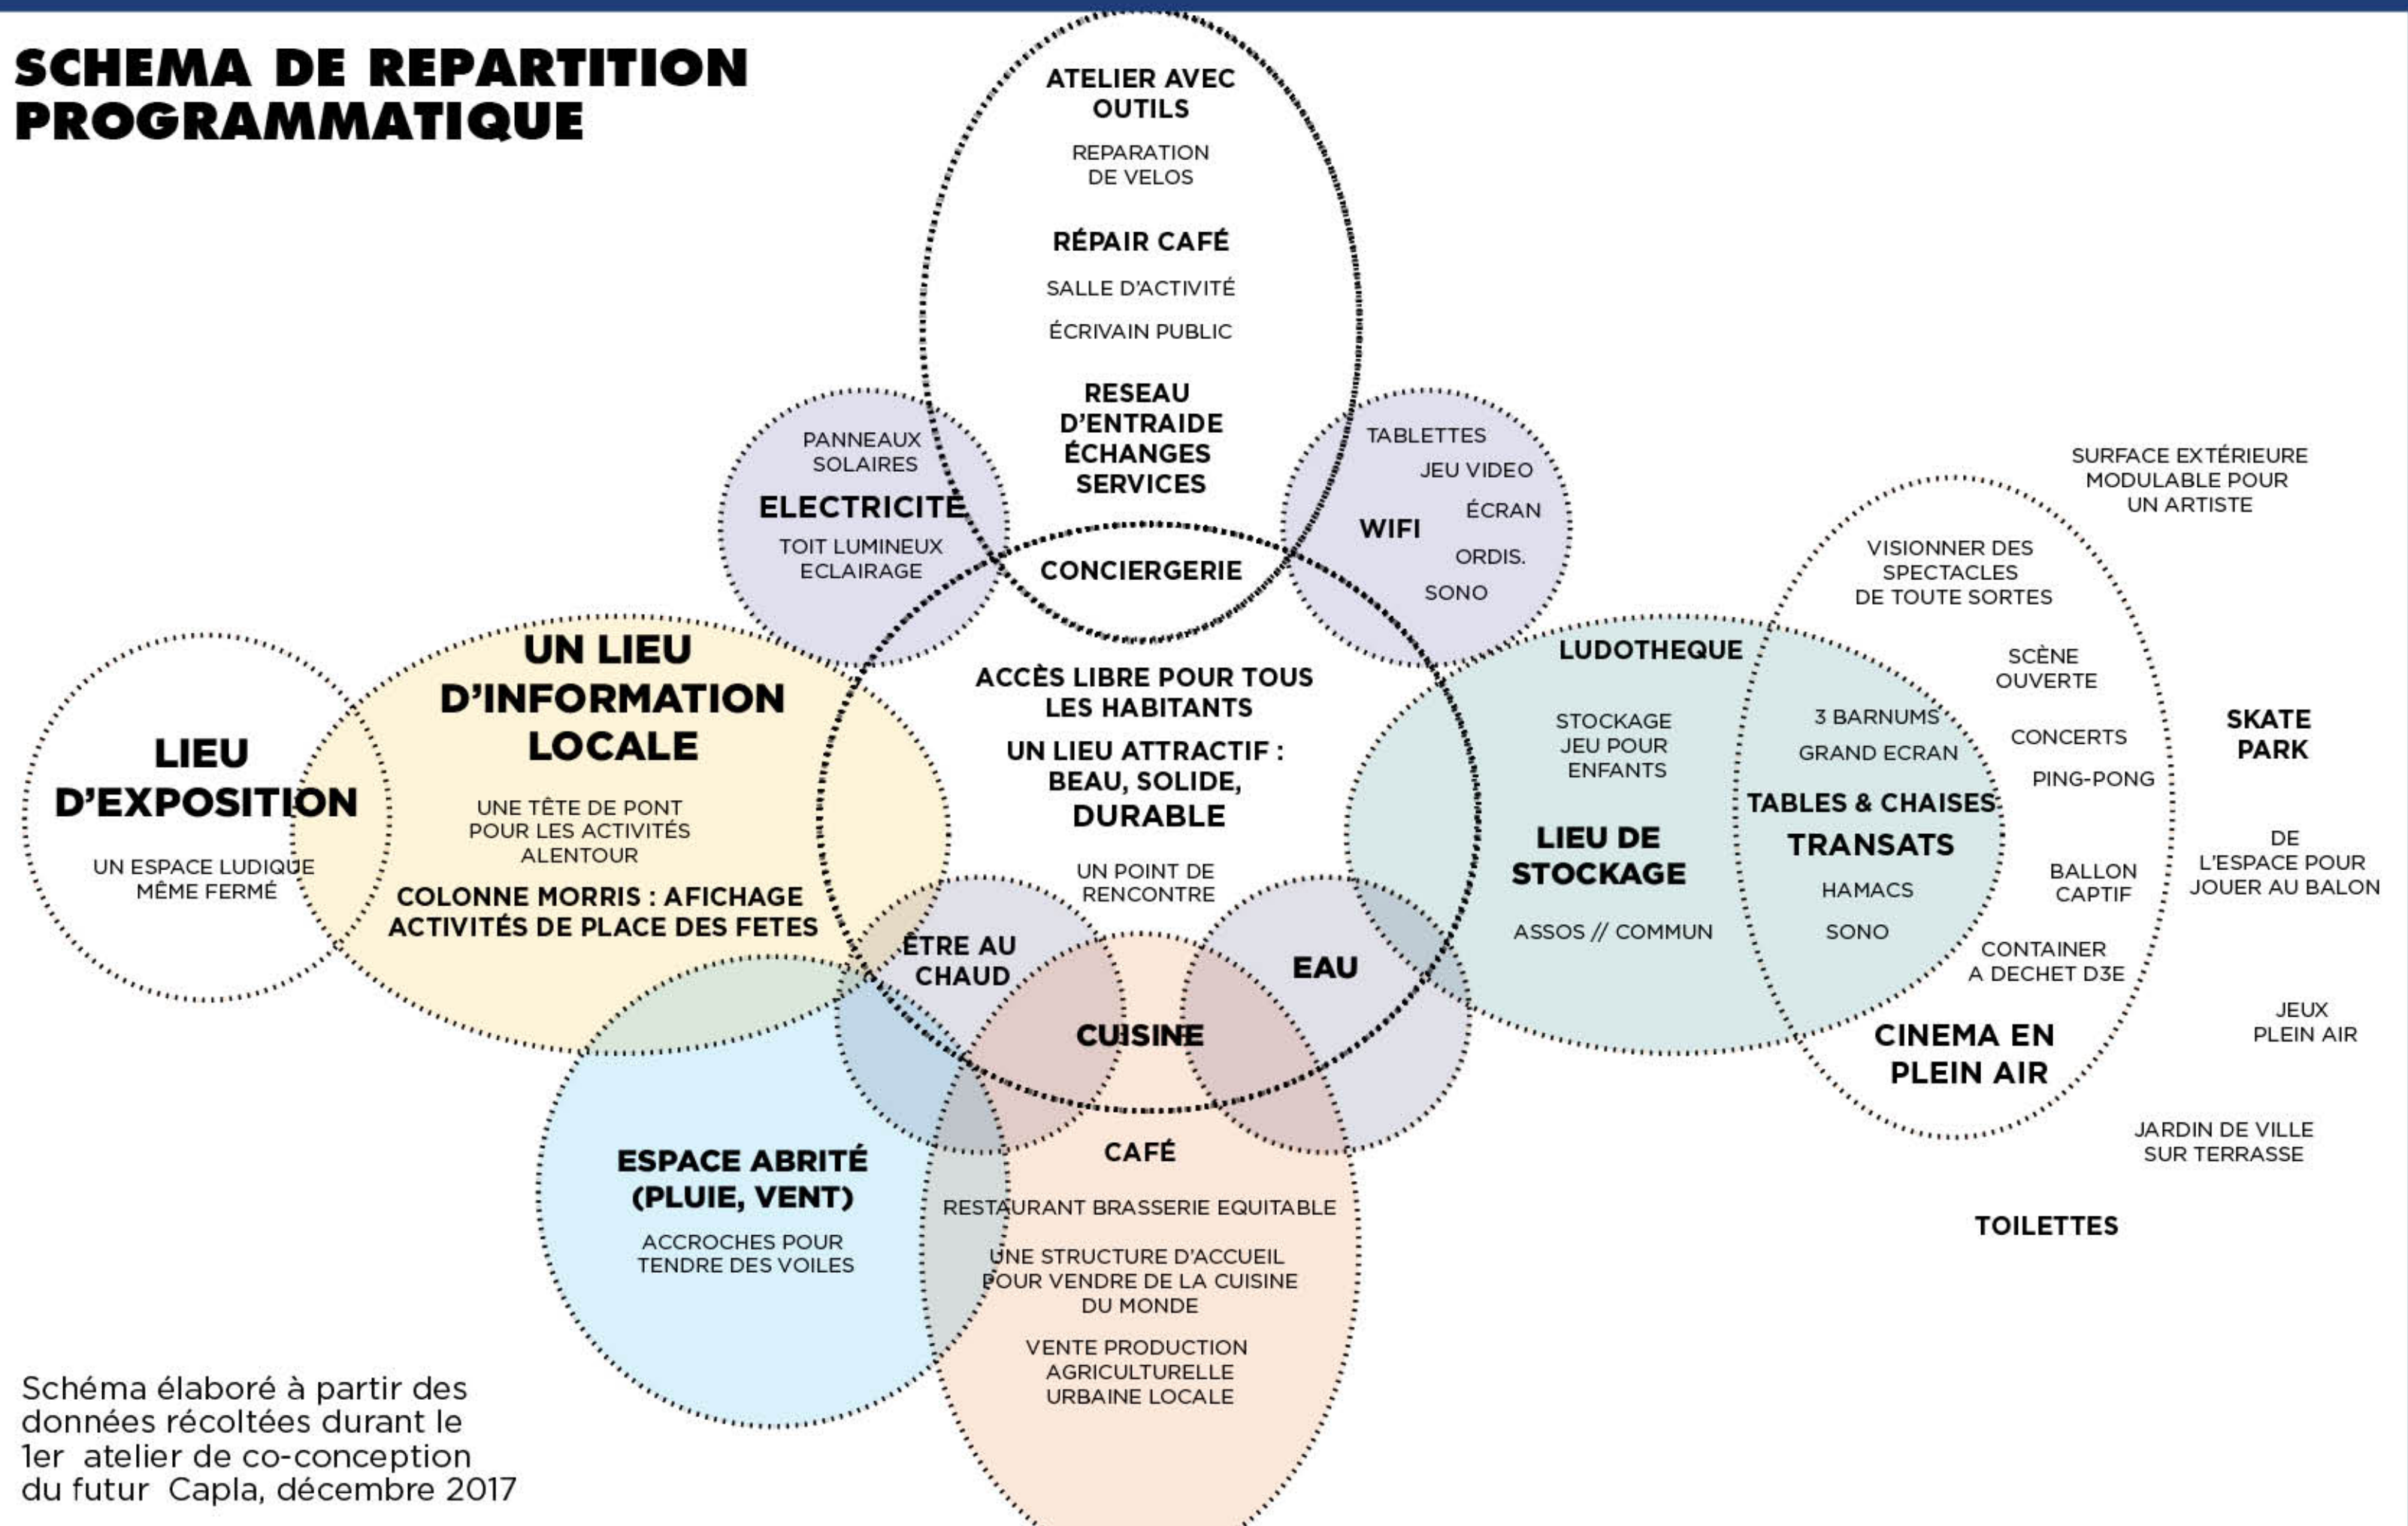 SCHEMA DE REPARTITION
PROGRAMMATIQUE
ATELIER AVEC
OUTILS
REPARATION
DE VELOS
RÉPAIR CAFÉ
SALLE D'ACTIVITÉ
ÉCRIVAIN PUBLIC
RESEAU
D'ENTRAIDE
ÉCHANGES
SERVICES
CONCIERGERIE
PANNEAUX
SOLAIRES
ELECTRICITE
TOIT LUMINEUX
ECLAIRAGE
TABLETTES
JEU VIDEO
ÉCRAN
WIFI
ORDIS.
SONO
LIEU
D'EXPOSITION
UN ESPACE LUDIQUE
MÊME FERMÉ
UN LIEU
D'INFORMATION
LOCALE
UNE TÊTE DE PONT
POUR LES ACTIVITÉS
ALENTOUR
COLONNE MORRIS : AFICHAGE
ACTIVITÉS DE PLACE DES FETES
ACCÈS LIBRE POUR TOUS
LES HABITANTS
UN LIEU ATTRACTIF :
BEAU, SOLIDE,
DURABLE
UN POINT DE
RENCONTRE
ÊTRE AU
CHAUD
EAU
CUISINE
LUDOTHEQUE
STOCKAGE
JEU POUR
ENFANTS
LIEU DE
STOCKAGE
ASSOS // COMMUN
3 BARNUMS
GRAND ECRAN
TABLES & CHAISES
TRANSATS
HAMACS
SONO
VISIONNER DES
SPECTACLES
DE TOUTE SORTES
SCÈNE
OUVERTE
CONCERTS
PING-PONG
BALLON
CAPTIF
CONTAINER
A DECHET D3E
CINEMA EN
PLEIN AIR
SURFACE EXTÉRIEURE
MODULABLE POUR
UN ARTISTE
SKATE
PARK
DE
L'ESPACE POUR
JOUER AU BALON
JEUX
PLEIN AIR
JARDIN DE VILLE
SUR TERRASSE
TOILETTES
ESPACE ABRITÉ
(PLUIE, VENT)
ACCROCHES POUR
TENDRE DES VOILES
CAFÉ
RESTAURANT BRASSERIE EQUITABLE
UNE STRUCTURE D'ACCUEIL
POUR VENDRE DE LA CUISINE
DU MONDE
VENTE PRODUCTION
AGRICULTURELLE
URBAINE LOCALE
Schéma élaboré à partir des
données récoltées durant le
1er atelier de co-conception
du futur Capla, décembre 2017